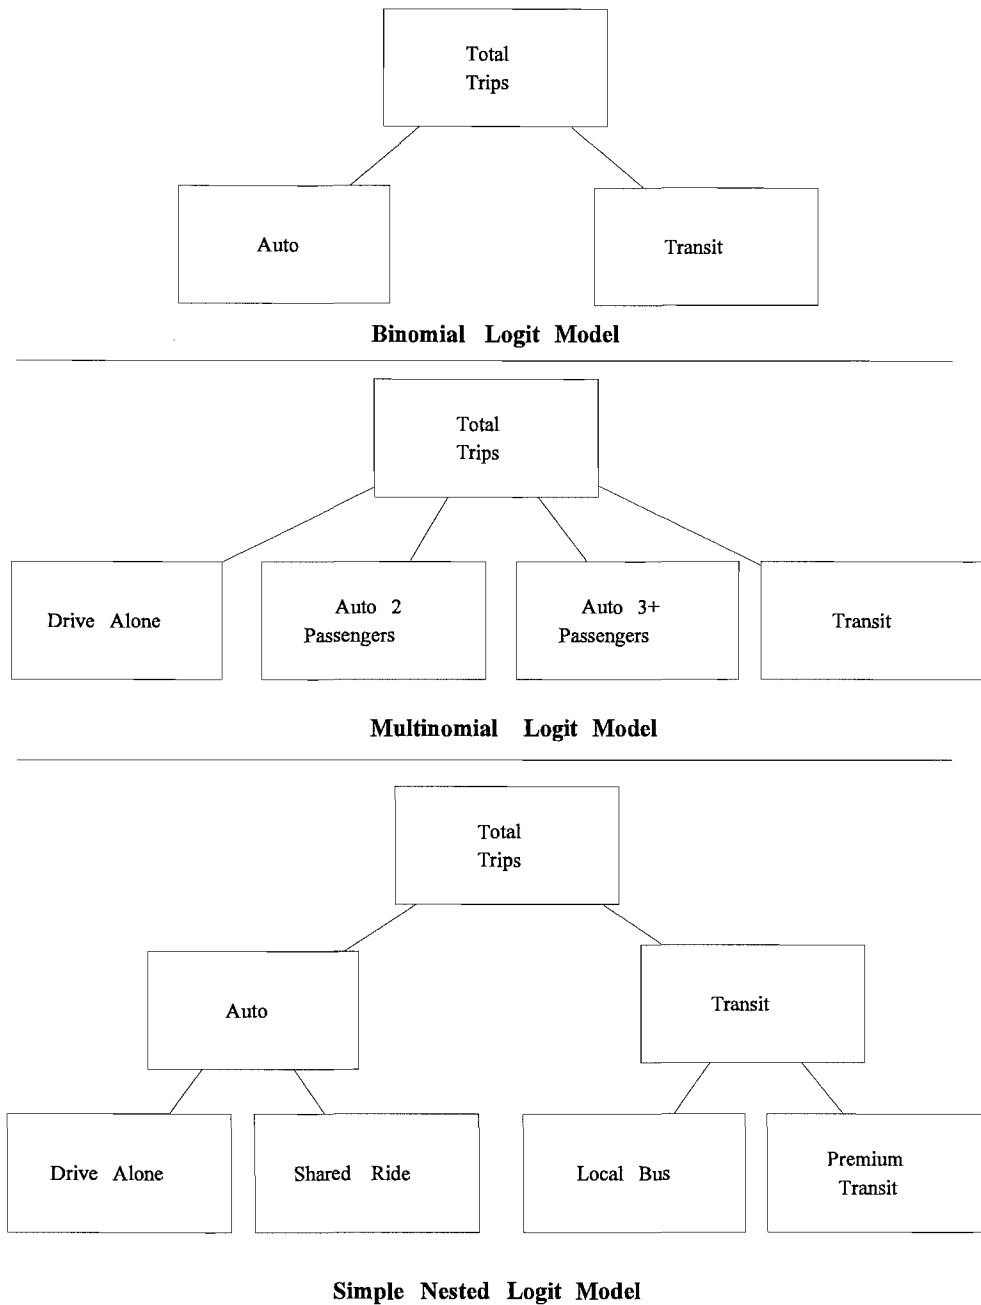 Total
Trips
Auto
Transit
Binomial Logit Model
Total
Trips
Drive Alone
Auto 2
Passengers
Auto 3+
Passengers
Transit
Multinomial Logit Model
Total
Trips
Auto
Transit
Drive Alone
Shared Ride
Local Bus
Premium
Transit
Simple Nested Logit Model